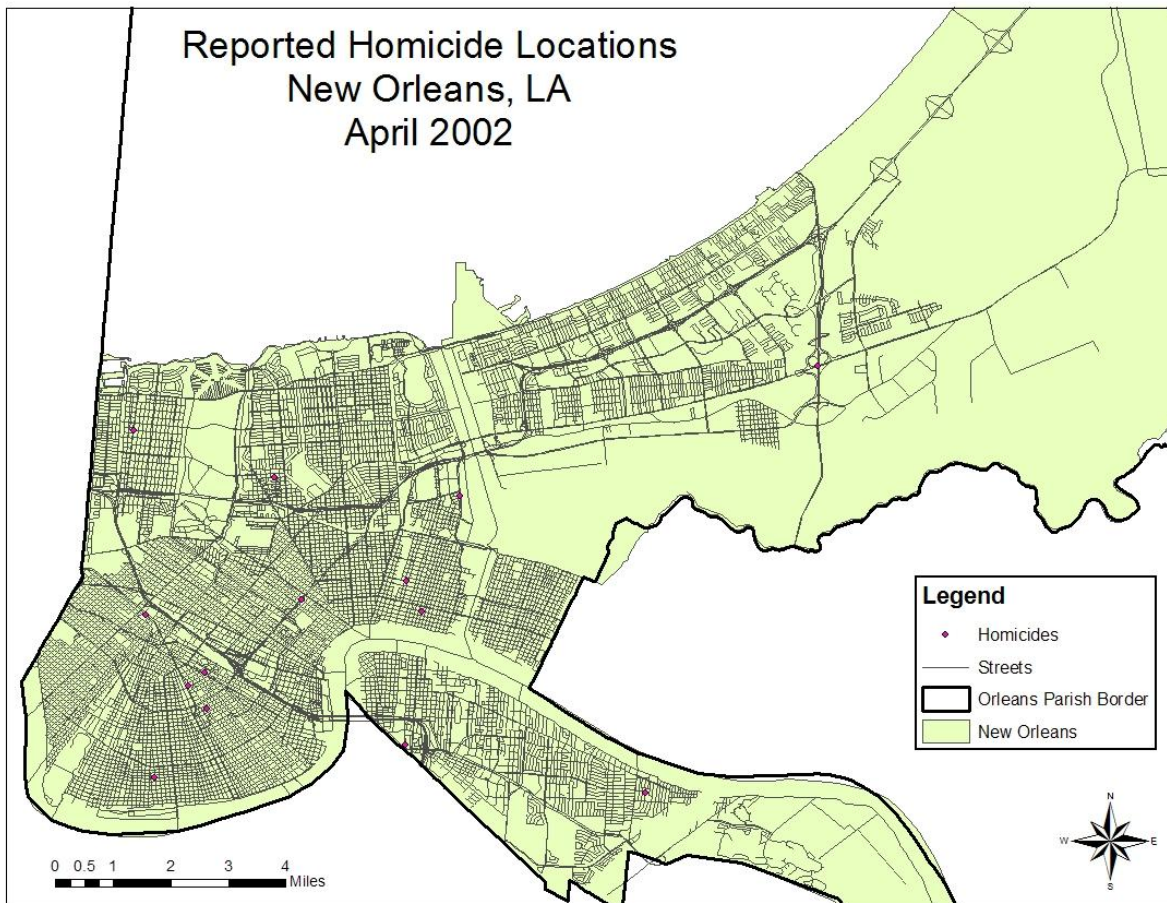 Reported Homicide Locations
New Orleans, LA
April 2002
Legend
Homicides
Streets
Orleans Parish Border
New Orleans
0 0.5 1 2 3 4
Miles
N
W E
S